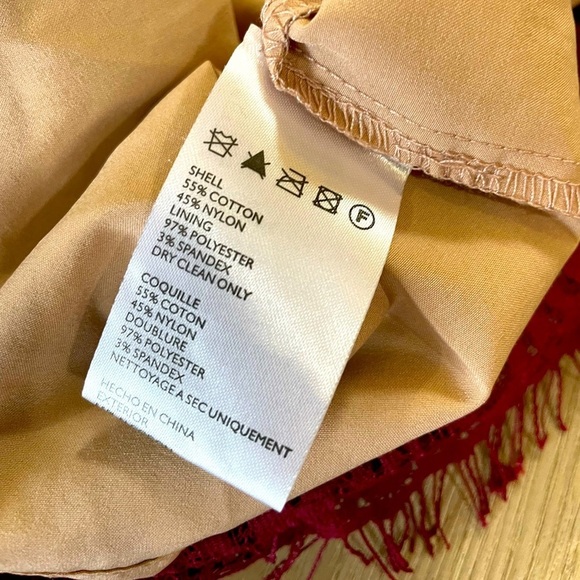 F
SHELL
55% COTTON
45% NYLON
LINING
97% POLYESTER
3% SPANDEX
DRY CLEAN ONLY
COQUILLE
55% COTON
45% NYLON
DOUBLURE
97% POLYESTER
3% SPANDEX
NETTOYAGE A SEC UNIQUEMENT
HECHO EN CHINA
EXTERIOR